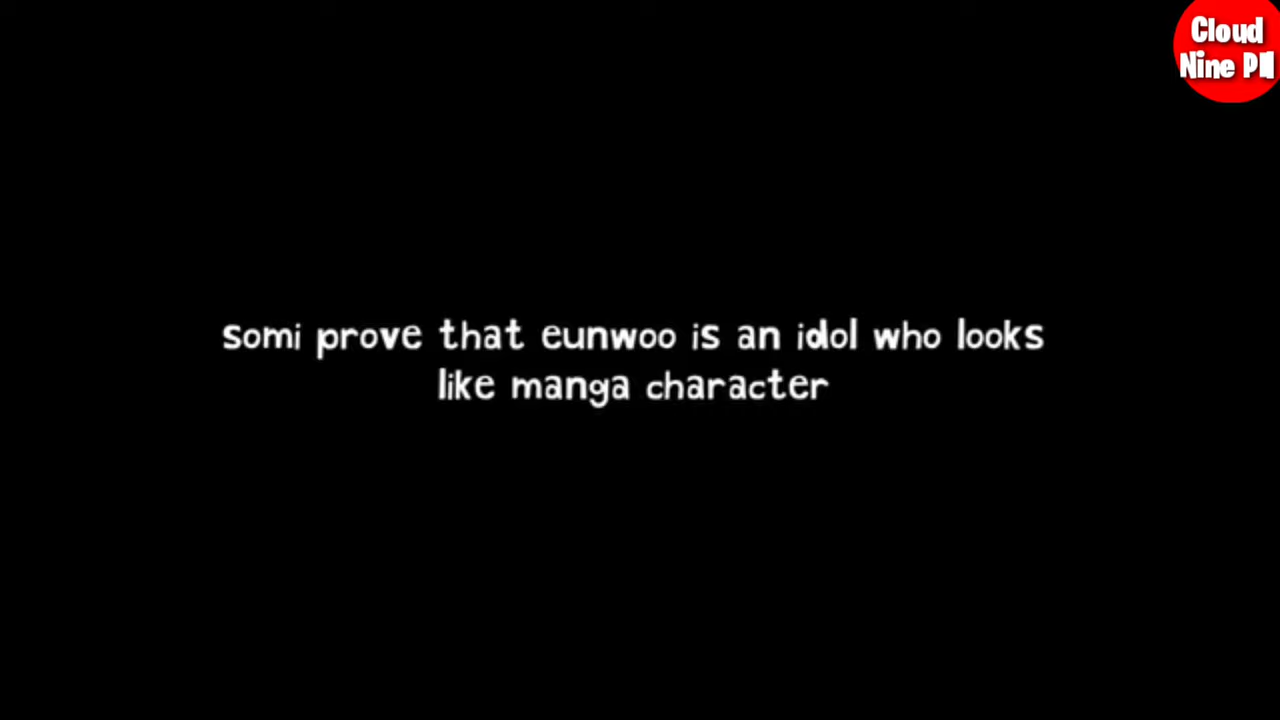 Cloud
Nine
somi prove that eunwoo is an idol who looks
like manga character